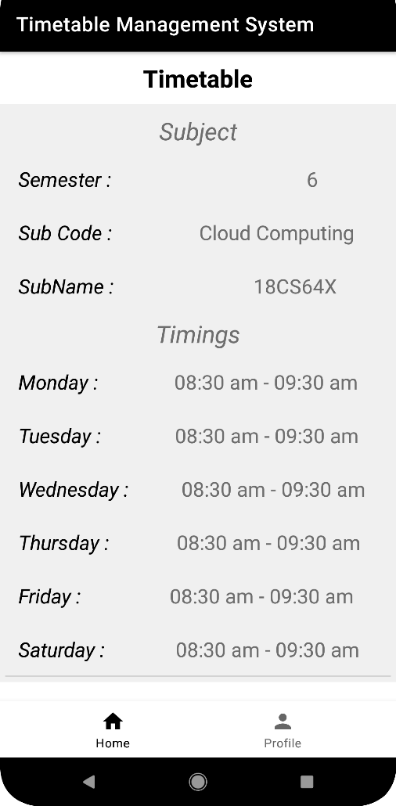 Timetable Management System
Timetable
Subject
Semester : 6
Sub Code : Cloud Computing
SubName : 18CS64X
Timings
Monday : 08:30 am - 09:30 am
Tuesday : 08:30 am - 09:30 am
Wednesday : 08:30 am - 09:30 am
Thursday : 08:30 am - 09:30 am
Friday : 08:30 am - 09:30 am
Saturday : 08:30 am - 09:30 am
Home Profile